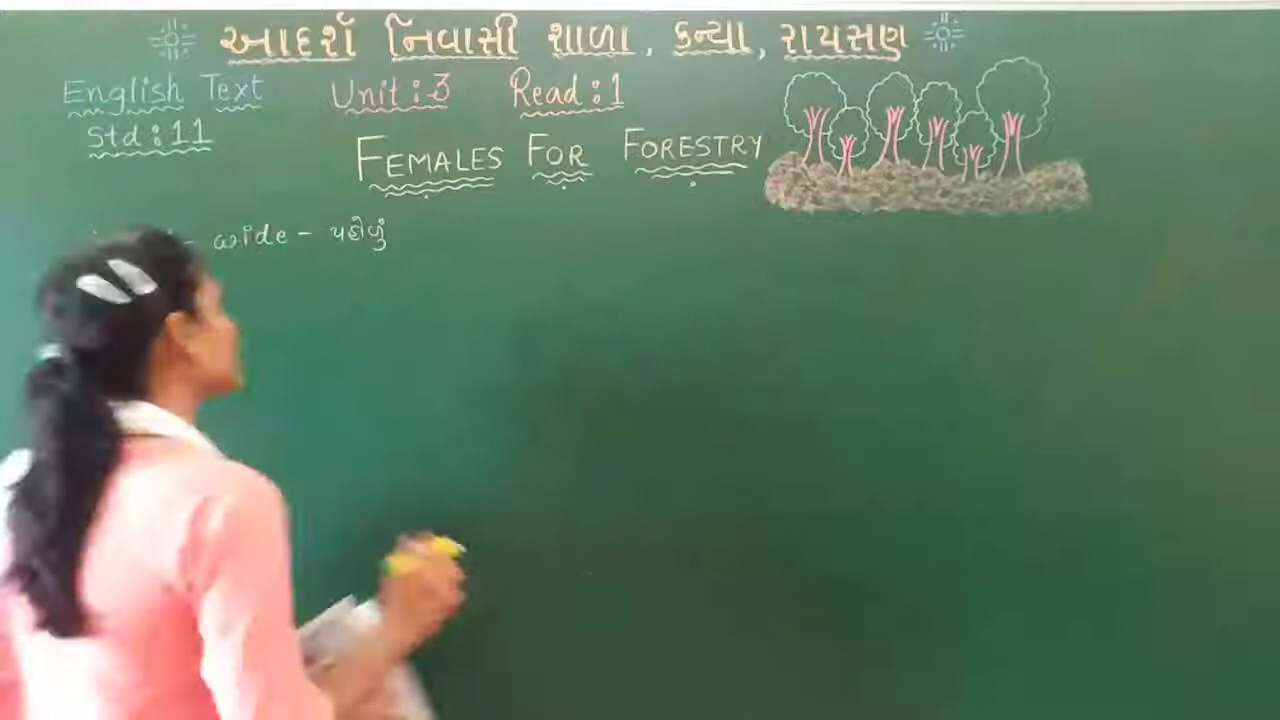 આદર્શ નિવાસી શાળા, કન્યા, રાયસણ
English Text Unit : 3 Read : 1
Std : 11
FEMALES FOR FORESTRY
- wide - પહોળું